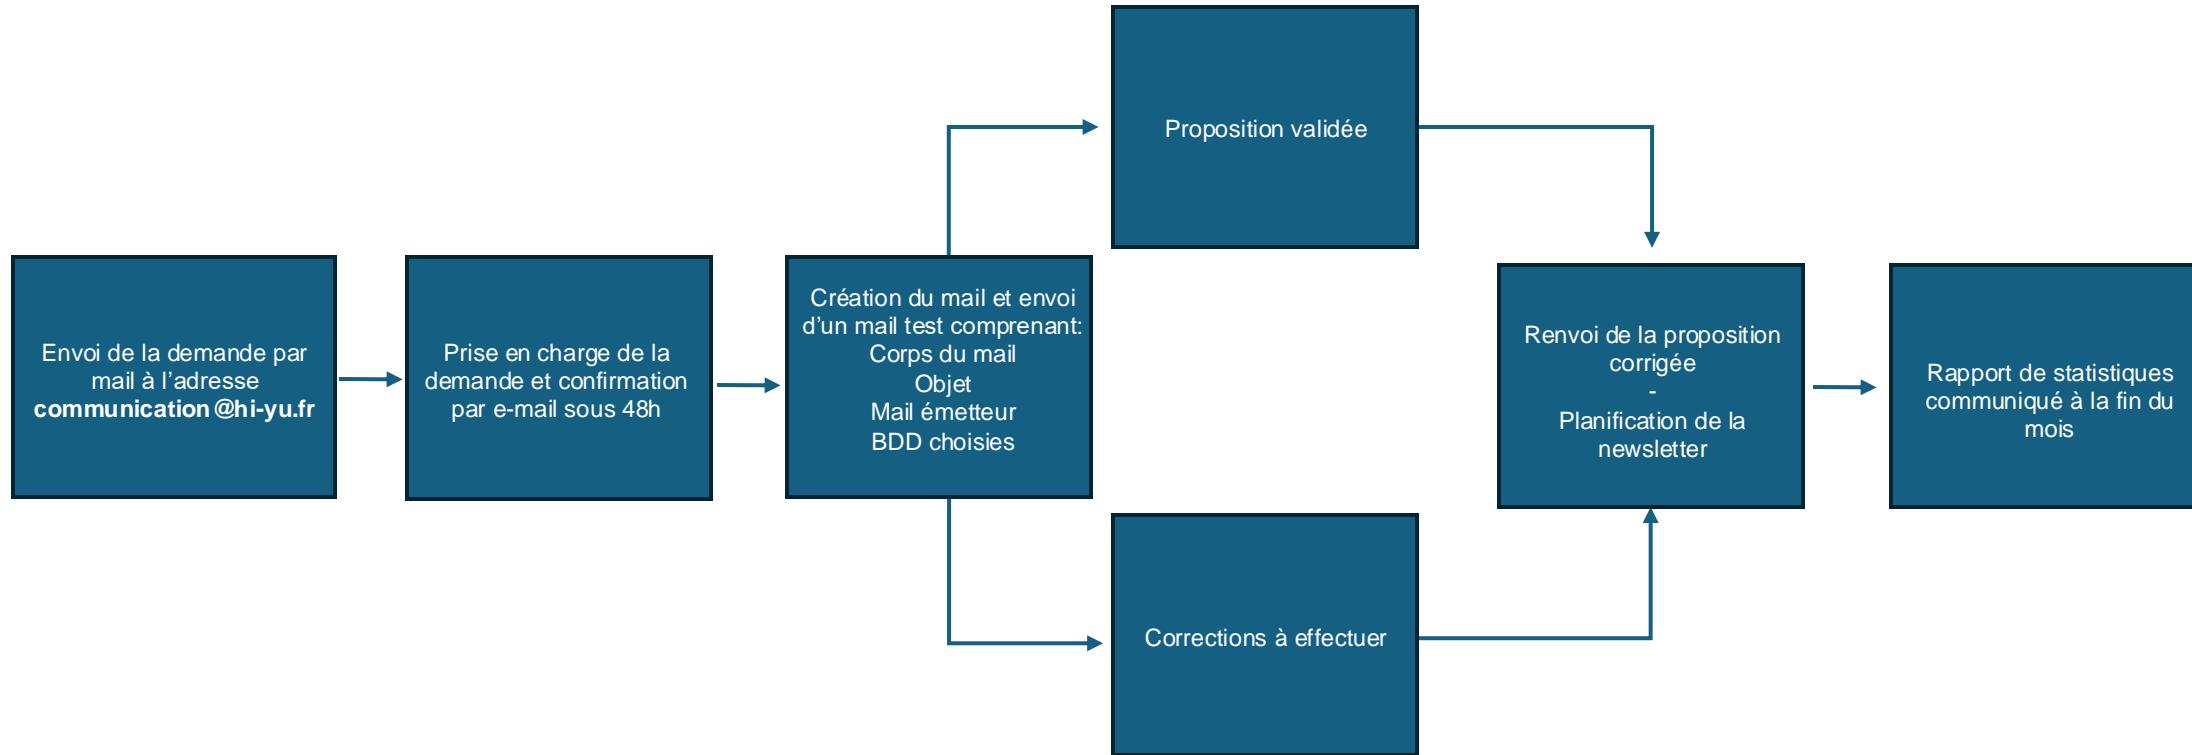 Envoi de la demande par
mail à l’adresse
communication@hi-yu.fr
Prise en charge de la
demande et confirmation
par e-mail sous 48h
Création du mail et envoi
d’un mail test comprenant:
Corps du mail
Objet
Mail émetteur
BDD choisies
Proposition validée
Corrections à effectuer
Renvoi de la proposition
corrigée
-
Planification de la
newsletter
Rapport de statistiques
communiqué à la fin du
mois